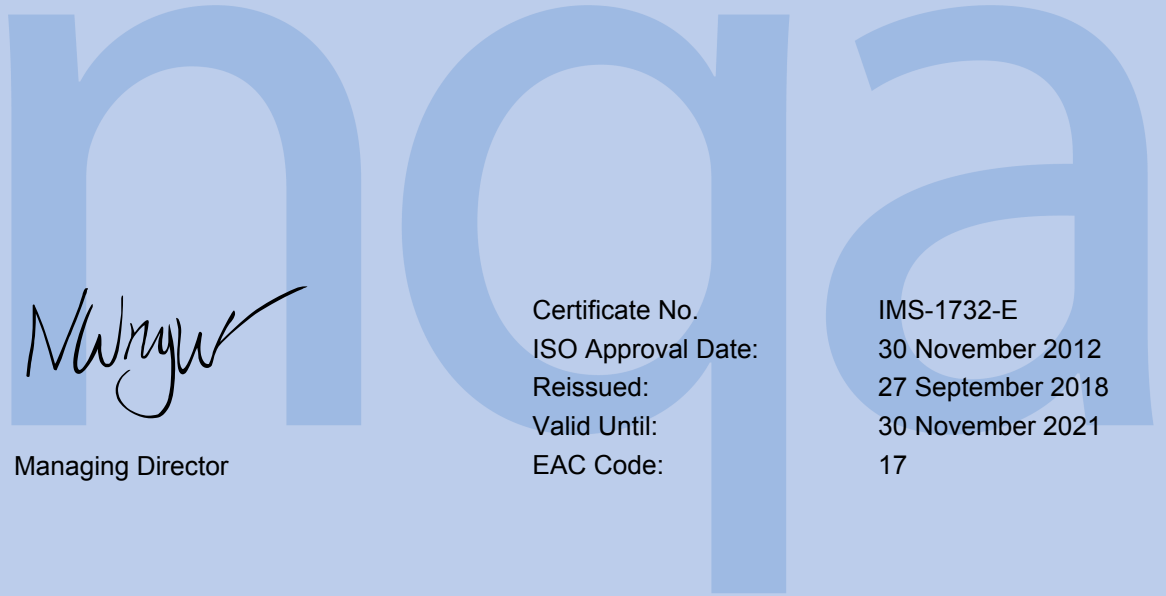 nqa
Certificate No. IMS-1732-E
ISO Approval Date: 30 November 2012
Reissued: 27 September 2018
Valid Until: 30 November 2021
Managing Director
EAC Code: 17